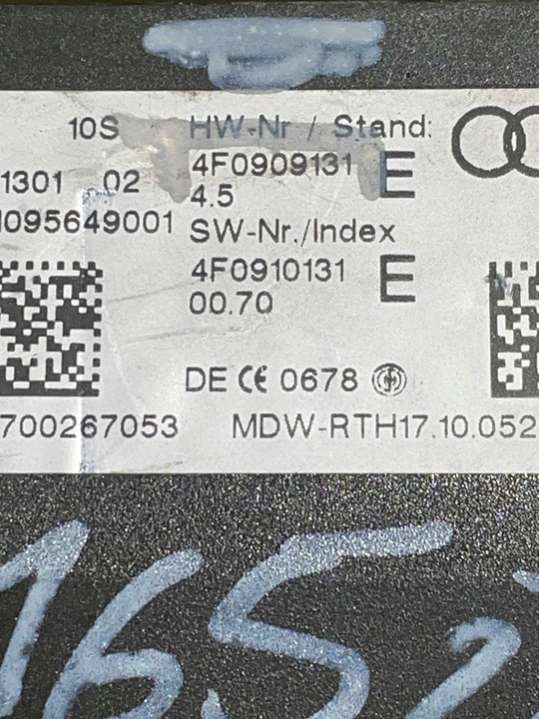 10S HW-Nr / Stand:
1301 02 4F0909131 E
4.5
095649001 SW-Nr./Index
4F0910131 E
00.70
DE CE 0678
700267053 MDW-RTH17.10.052
165